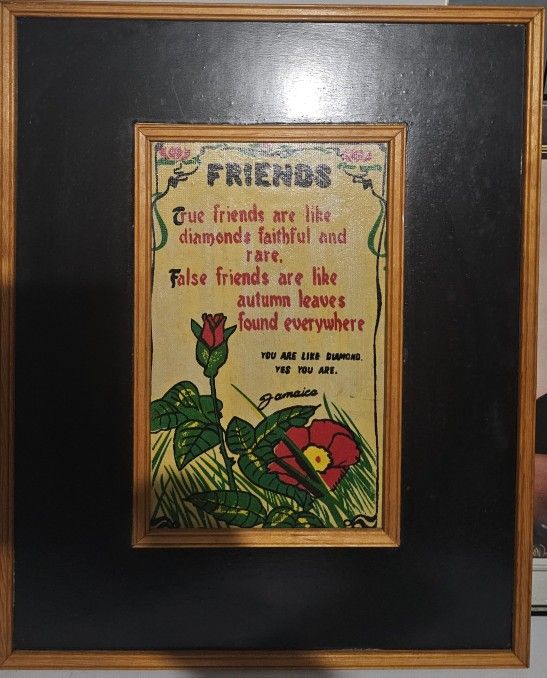 FRIENDS
True friends are like
diamonds faithful and
rare.
False friends are like
autumn leaves
found everywhere
YOU ARE LIKE DIAMOND.
YES YOU ARE.
Jamaica